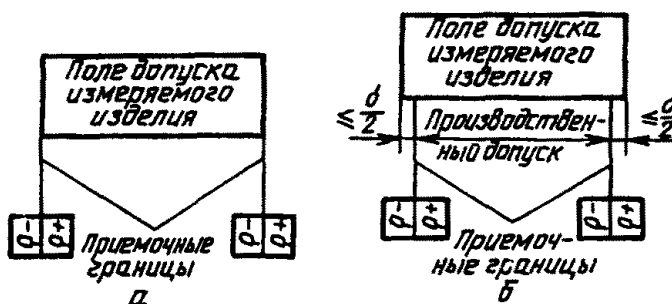 Поле допуска
измеряемого
изделия
Приемочные
границы
а
Поле допуска
измеряемого
изделия
≤ δ/2
Производствен-
ный допуск
≤ δ/2
Приемоч-
ные границы
б